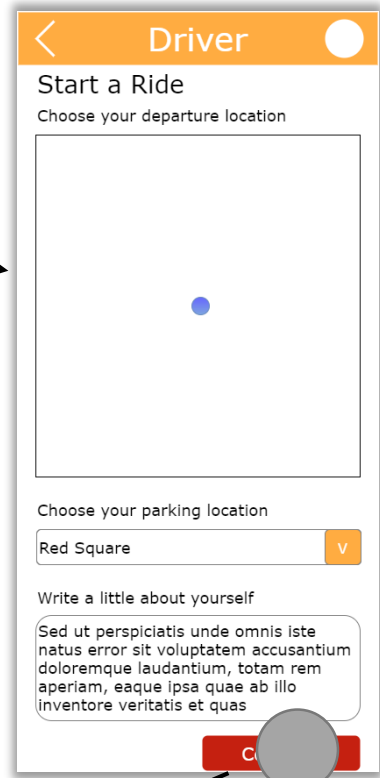 Driver
Start a Ride
Choose your departure location
Choose your parking location
Red Square
V
Write a little about yourself
Sed ut perspiciatis unde omnis iste
natus error sit voluptatem accusantium
doloremque laudantium, totam rem
aperiam, eaque ipsa quae ab illo
inventore veritatis et quas